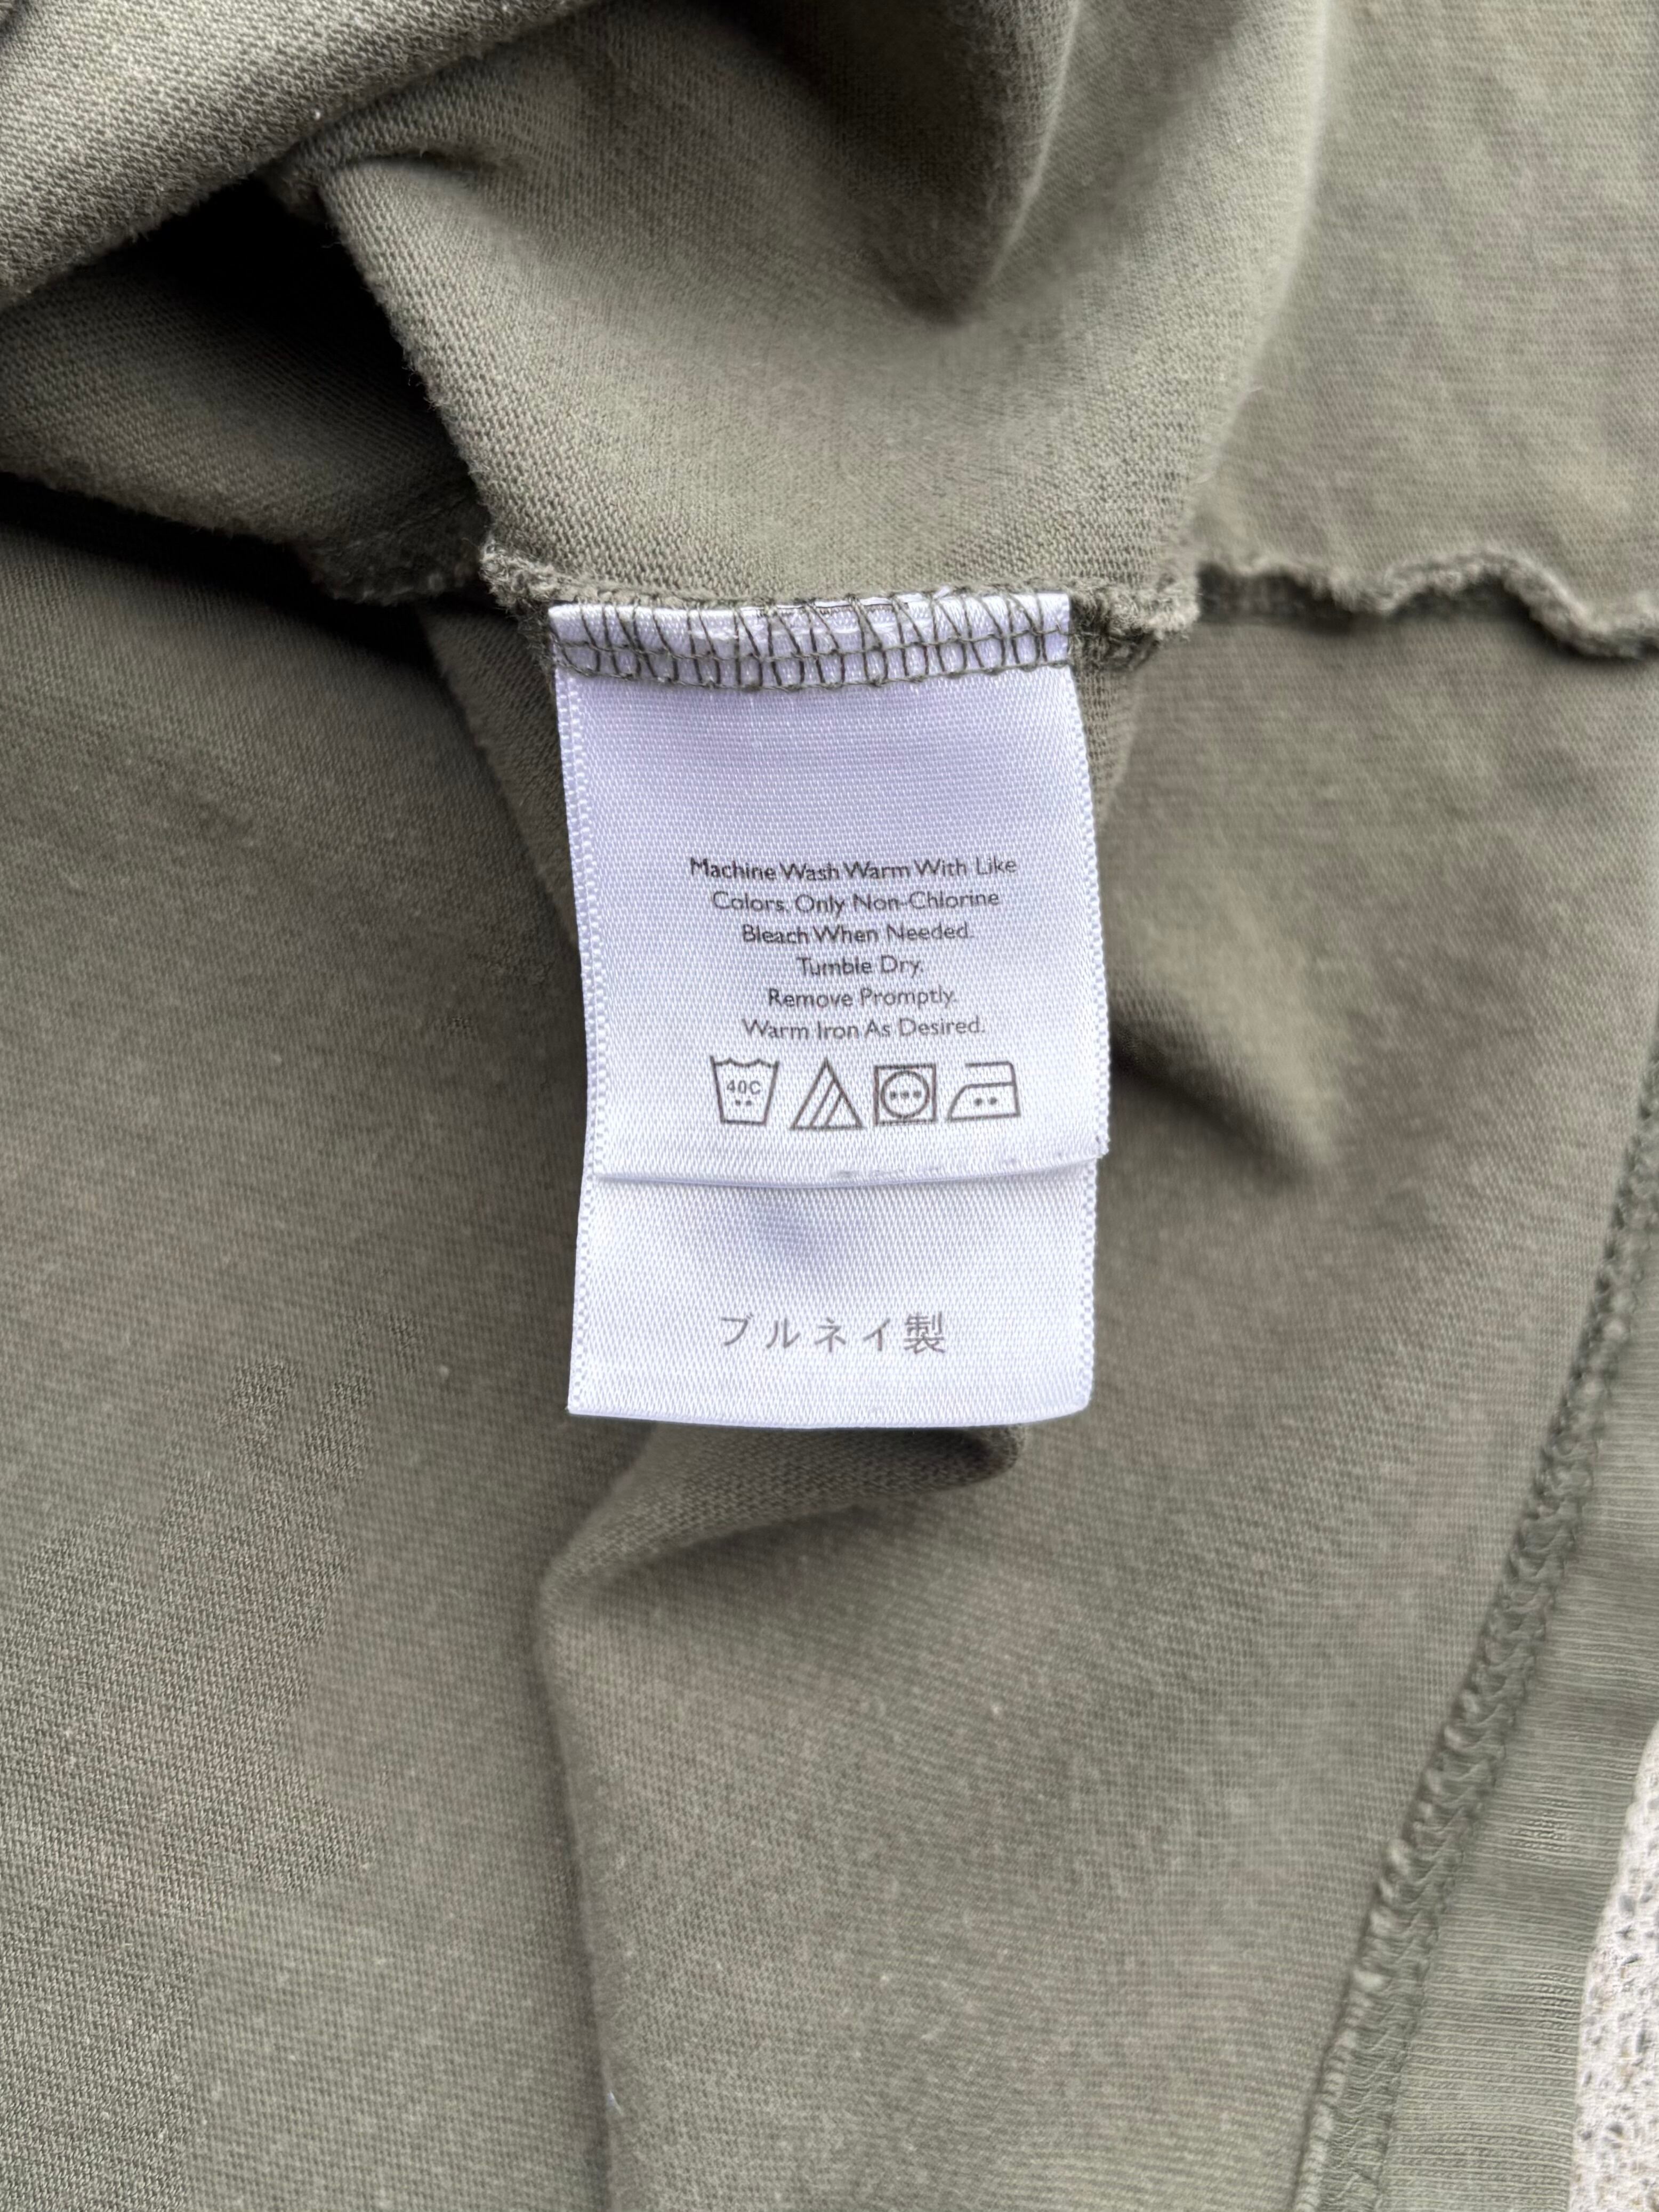 Machine Wash Warm With Like
Colors. Only Non-Chlorine
Bleach When Needed.
Tumble Dry.
Remove Promptly.
Warm Iron As Desired.
40C
ブルネイ製